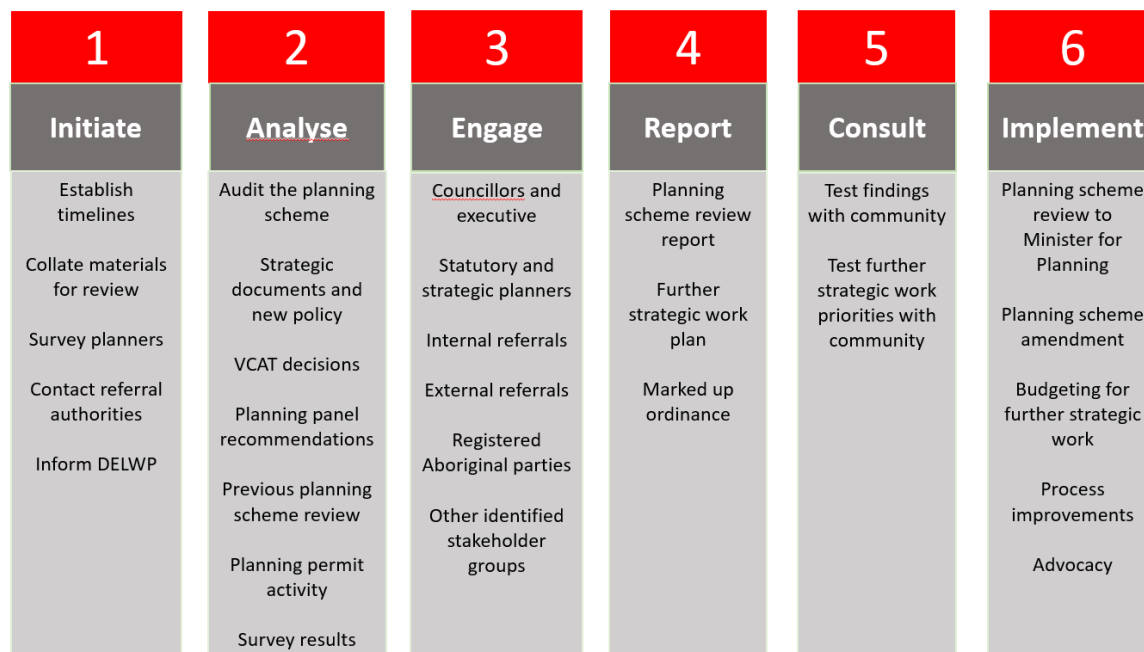 1
Initiate
Establish
timelines
Collate materials
for review
Survey planners
Contact referral
authorities
Inform DELWP
2
Analyse
Audit the planning
scheme
Strategic
documents and
new policy
VCAT decisions
Planning panel
recommendations
Previous planning
scheme review
Planning permit
activity
Survey results
3
Engage
Councillors and
executive
Statutory and
strategic planners
Internal referrals
External referrals
Registered
Aboriginal parties
Other identified
stakeholder
groups
4
Report
Planning
scheme review
report
Further
strategic work
plan
Marked up
ordinance
5
Consult
Test findings
with community
Test further
strategic work
priorities with
community
6
Implement
Planning scheme
review to
Minister for
Planning
Planning scheme
amendment
Budgeting for
further strategic
work
Process
improvements
Advocacy